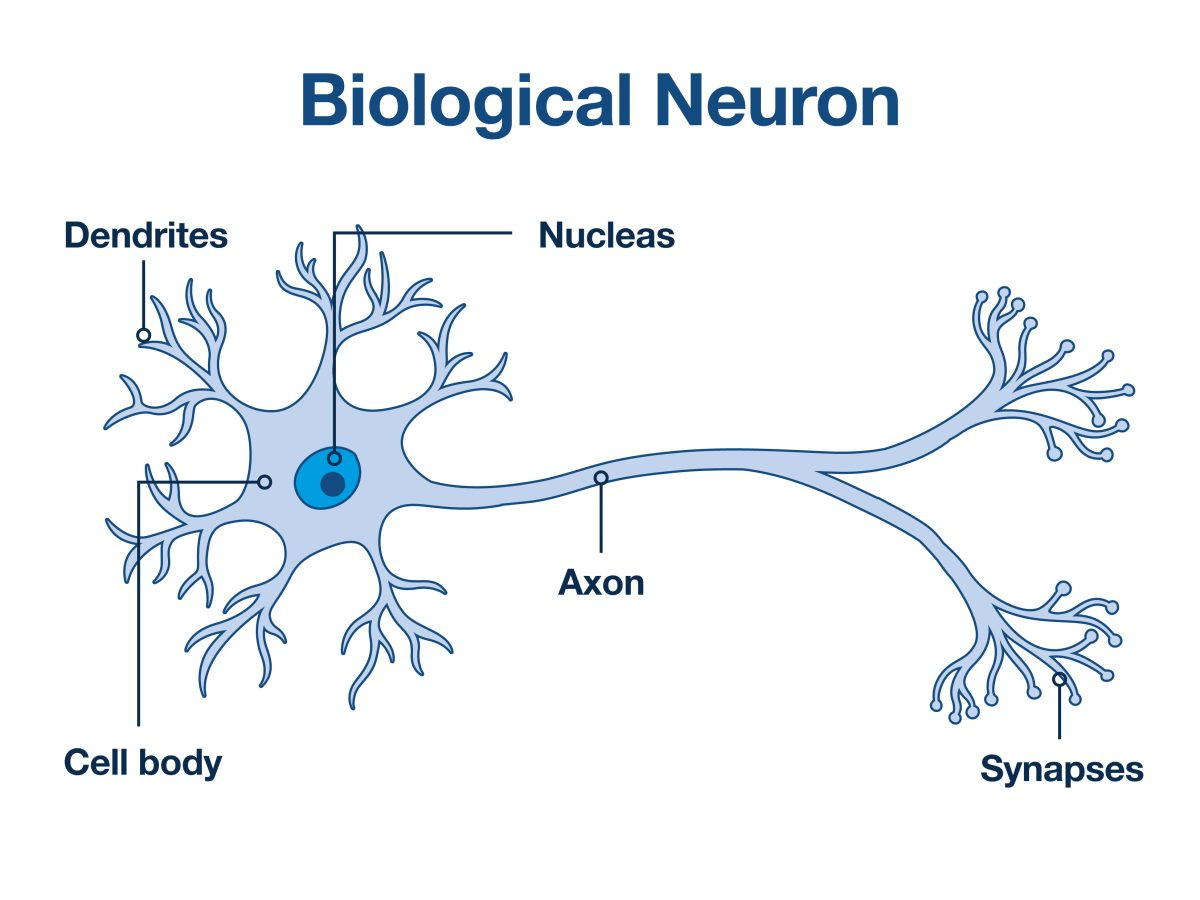 Biological Neuron
Dendrites
Nucleas
Axon
Cell body
Synapses